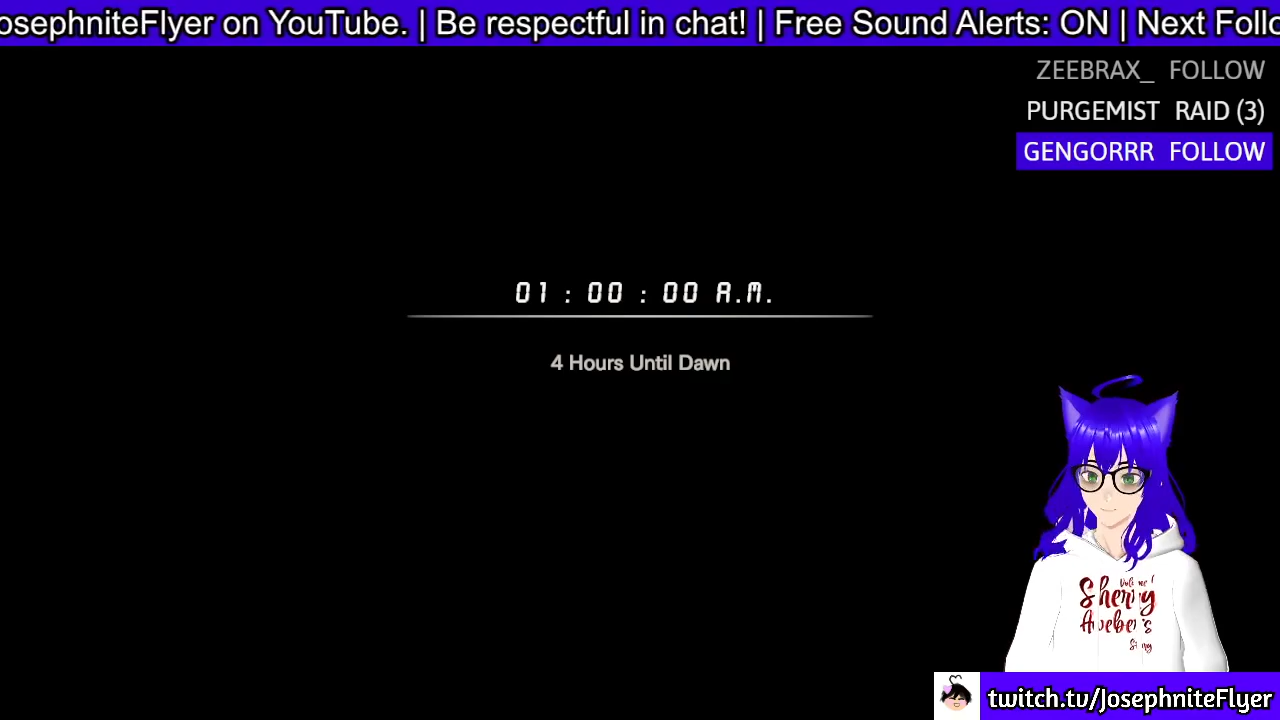 osephniteFlyer on YouTube. | Be respectful in chat! | Free Sound Alerts: ON | Next Follo
ZEEBRAX_ FOLLOW
PURGEMIST RAID (3)
GENGORRR FOLLOW
01 : 00 : 00 A.M.
4 Hours Until Dawn
Sherry
twitch.tv/JosephniteFlyer